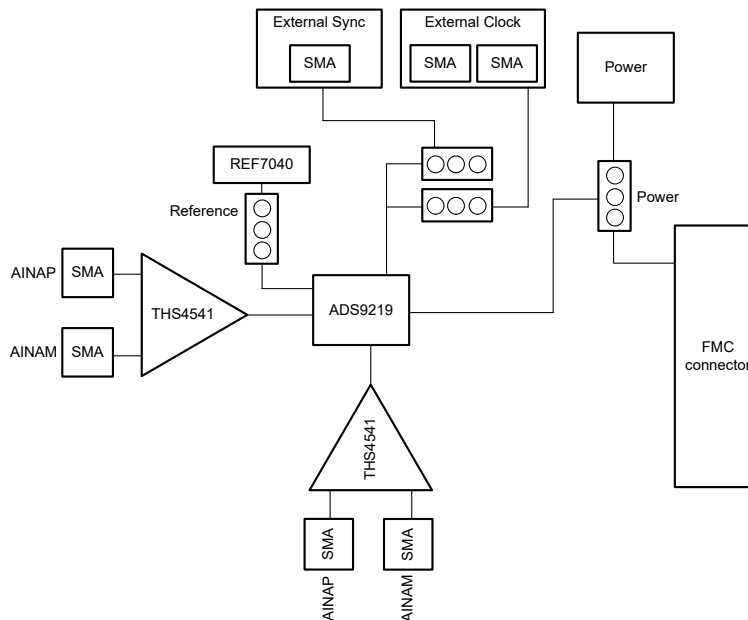 External Sync
SMA
External Clock
SMA
SMA
Power
REF7040
Reference
Power
AINAP
SMA
THS4541
ADS9219
AINAM
SMA
FMC
connector
THS4541
SMA
SMA
AINAP
AINAM